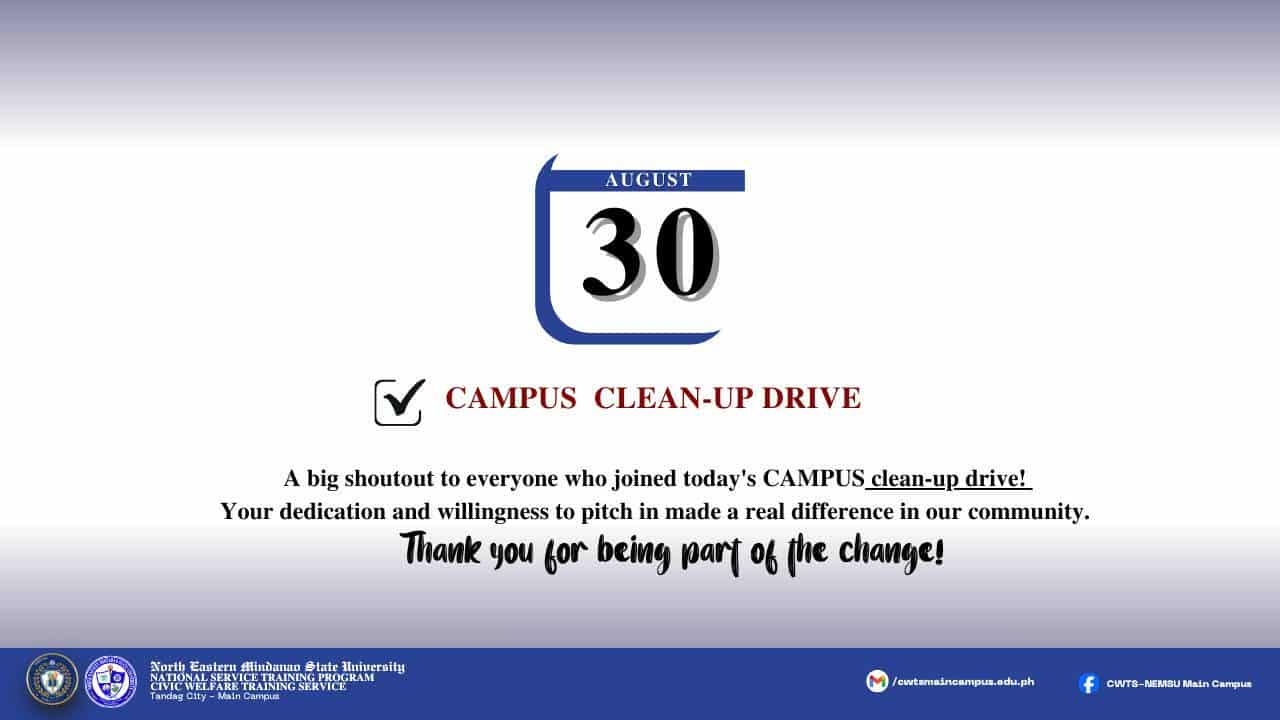 AUGUST
30
CAMPUS CLEAN-UP DRIVE
A big shoutout to everyone who joined today's CAMPUS clean-up drive!
Your dedication and willingness to pitch in made a real difference in our community.
Thank you for being part of the change!
North Eastern Mindanao State University
NATIONAL SERVICE TRAINING PROGRAM
CIVIC WELFARE TRAINING SERVICE
Tandag City - Main Campus
/cwtsmaincampus.edu.ph
CWTS-NEMSU Main Campus